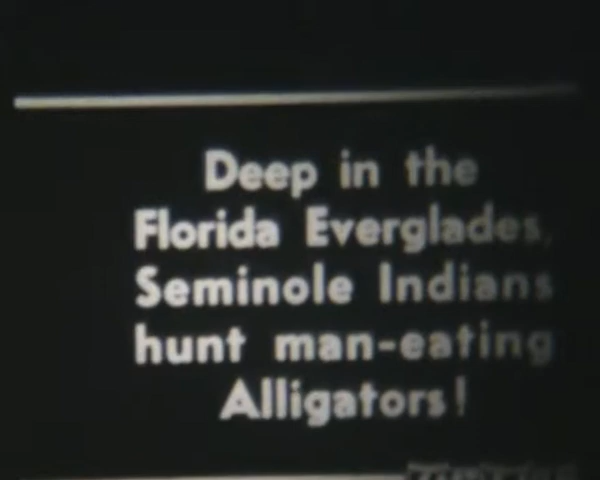 Deep in the
Florida Everglades,
Seminole Indians
hunt man-eating
Alligators!